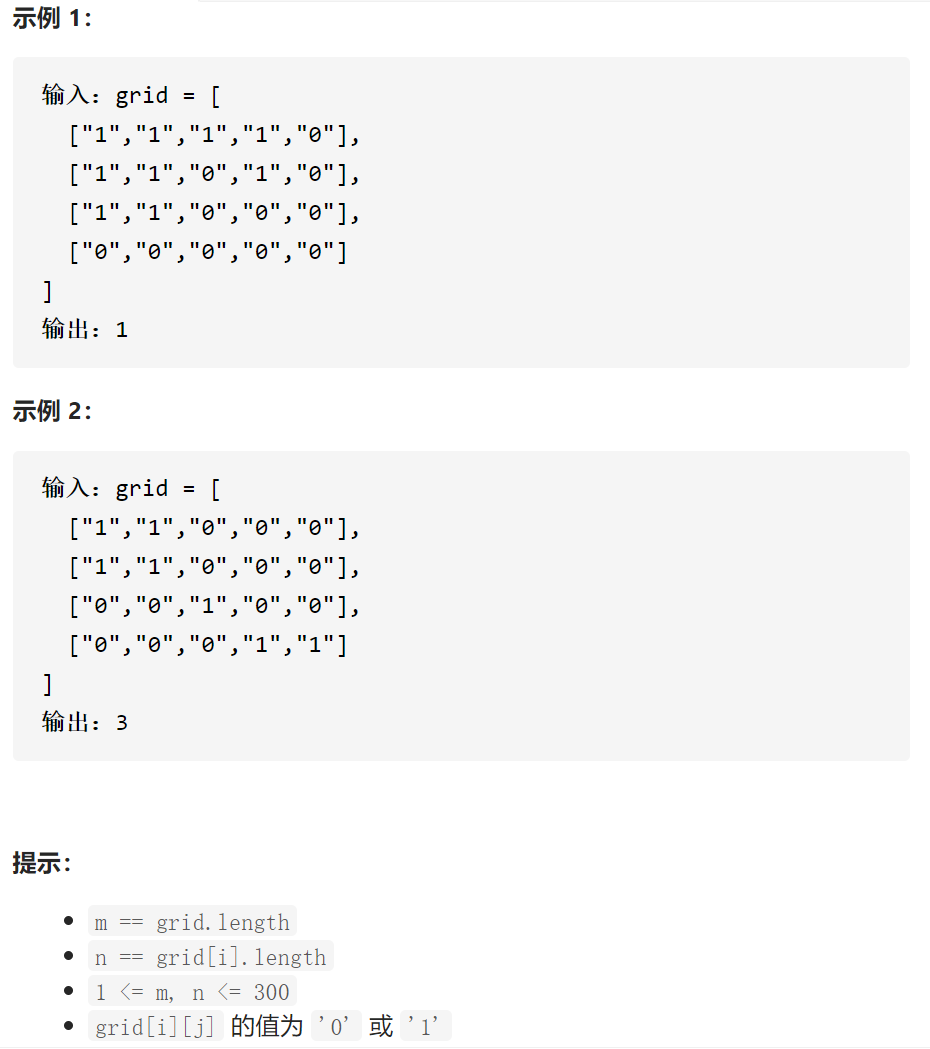 示例 1：
输入：grid = [
  ["1","1","1","1","0"],
  ["1","1","0","1","0"],
  ["1","1","0","0","0"],
  ["0","0","0","0","0"]
]
输出：1
示例 2：
输入：grid = [
  ["1","1","0","0","0"],
  ["1","1","0","0","0"],
  ["0","0","1","0","0"],
  ["0","0","0","1","1"]
]
输出：3
提示：
• m == grid.length
• n == grid[i].length
• 1 <= m, n <= 300
• grid[i][j] 的值为 '0' 或 '1'